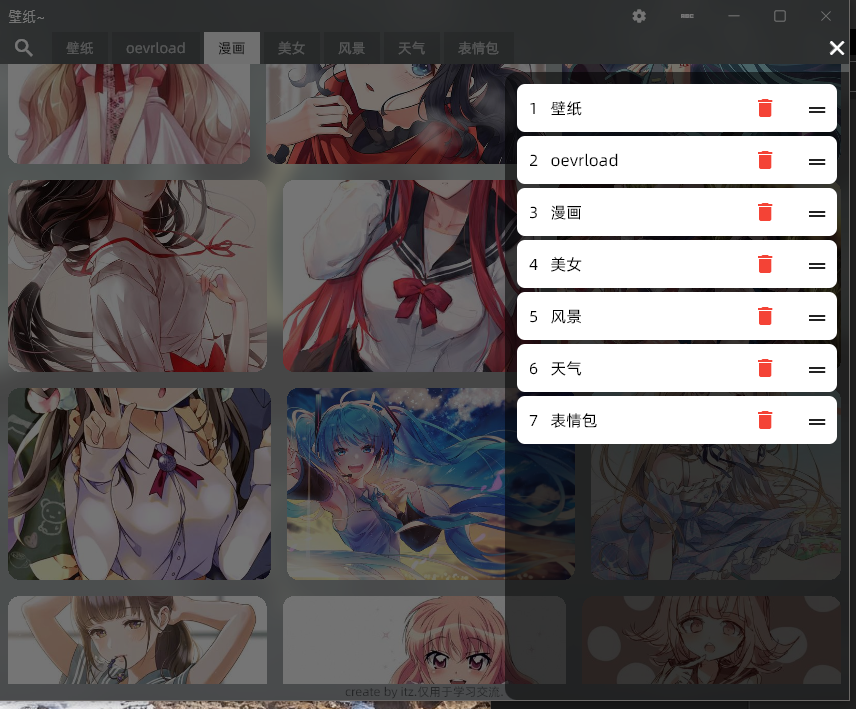 壁纸~
壁纸 oevrload 漫画 美女 风景 天气 表情包
1 壁纸
2 oevrload
3 漫画
4 美女
5 风景
6 天气
7 表情包
create by itz.仅用于学习交流.